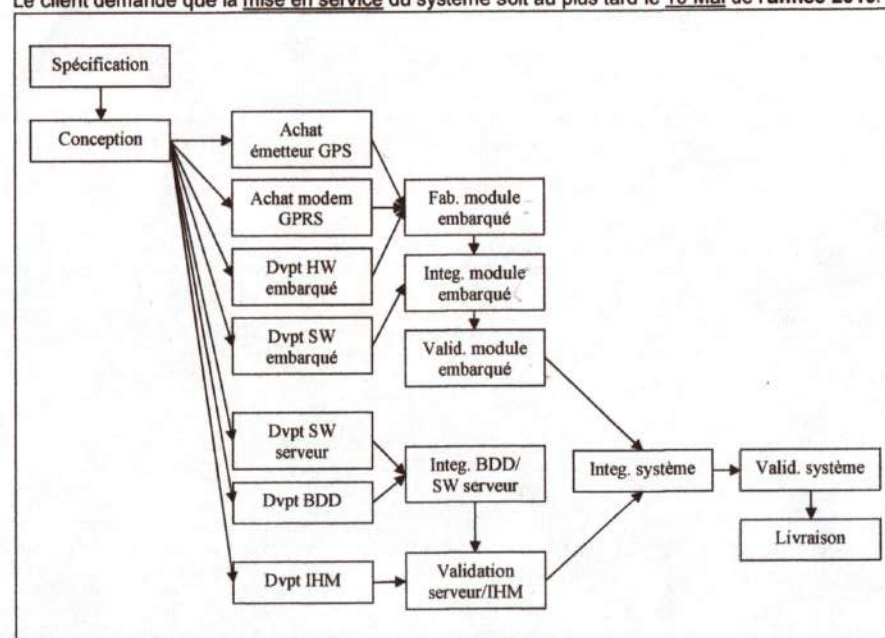 Le client demande que la mise en service du système soit au plus tard le de l'année
Spécification
Conception
Achat
émetteur GPS
Achat modem
GPRS
Dvpt HW
embarqué
Dvpt SW
embarqué
Dvpt SW
serveur
Dvpt BDD
Dvpt IHM
Fab. module
embarqué
Integ. module
embarqué
Valid. module
embarqué
Integ. BDD/
SW serveur
Validation
serveur/IHM
Integ. système
Valid. système
Livraison